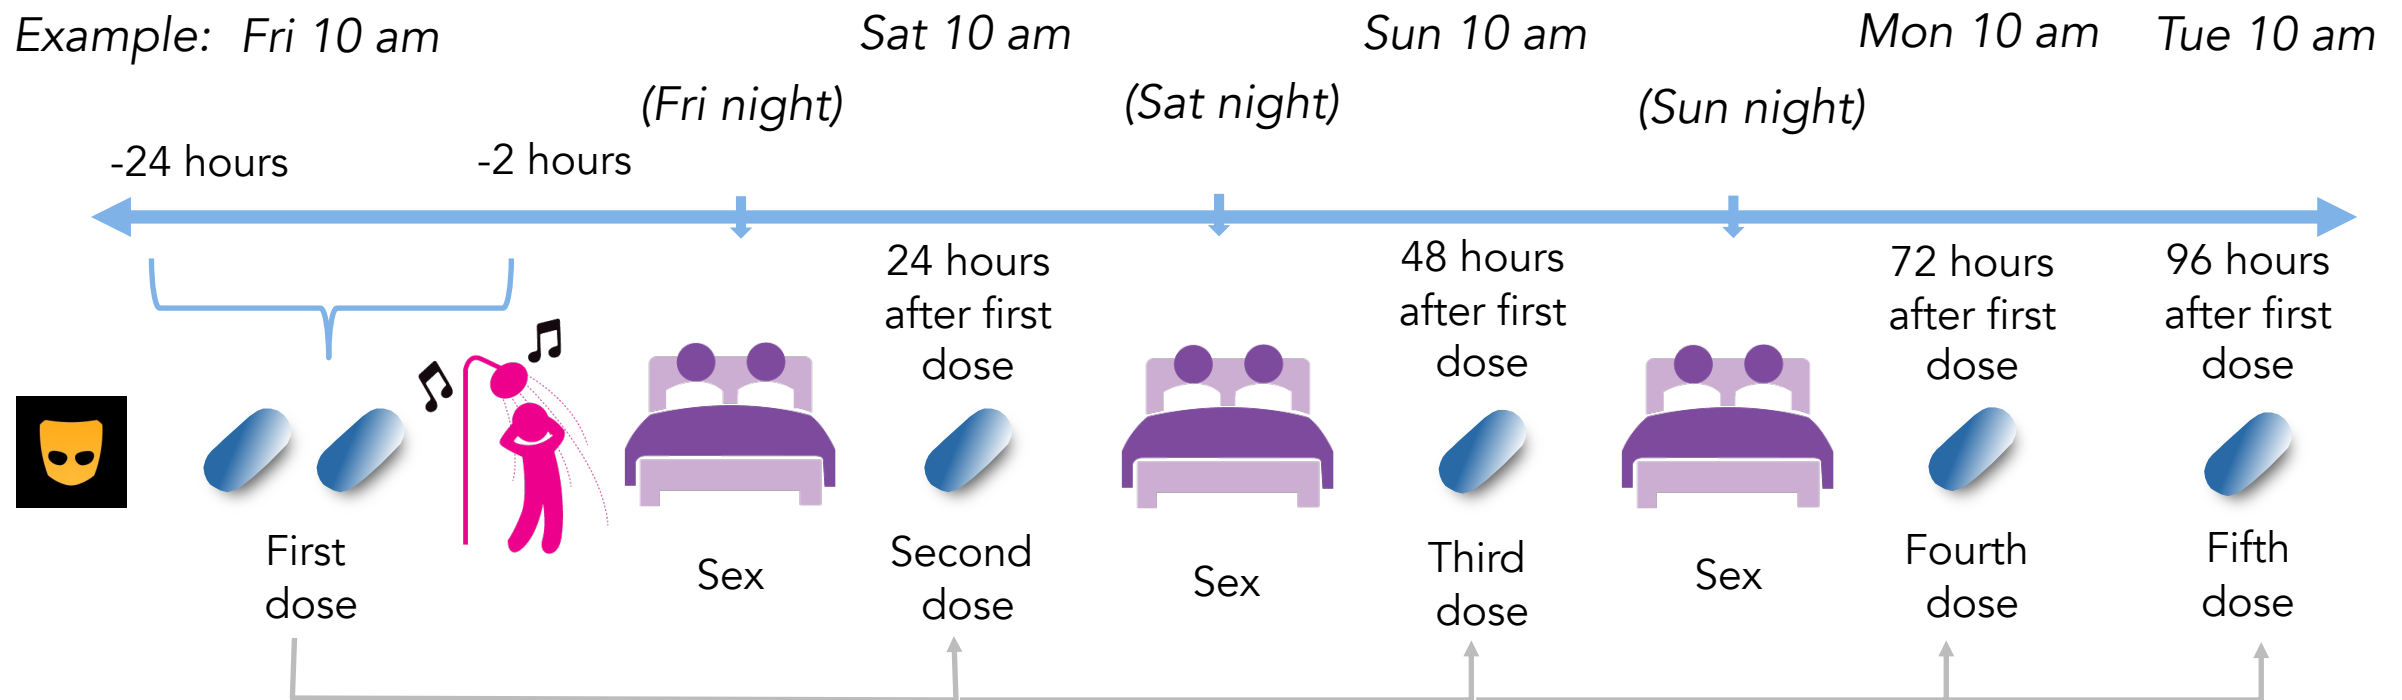 Example: Fri 10 am
Sat 10 am
Sun 10 am
Mon 10 am
Tue 10 am
(Fri night)
(Sat night)
(Sun night)
-24 hours
-2 hours
24 hours
after first
dose
48 hours
after first
dose
72 hours
after first
dose
96 hours
after first
dose
First
dose
Sex
Second
dose
Sex
Third
dose
Sex
Fourth
dose
Fifth
dose